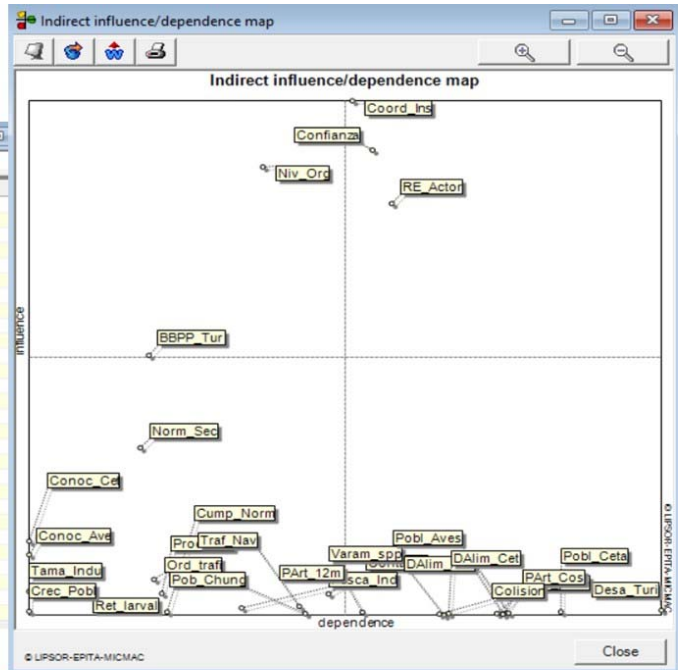 Indirect influence/dependence map
Indirect influence/dependence map
Coord_Ins
Confianza
Niv_Org
RE_Actor
influence
BBPP_Tur
Norm_Sec
Conoc_Cet
Cump_Norm
Conoc_Ave
Traf_Nav
Pobl_Aves
Varam_spp
DAlim_Cet
Pobl_Ceta
Tama_Indu
Ord_trafi
Pob_Chung
PArt_12m
PArt_Cos
Crec_Pobl
Colision
Desa_Turi
Ret_larval
dependence
© LIPSOR-EPITA-MICMAC
© LIPSOR-EPITA-MICMAC
Close